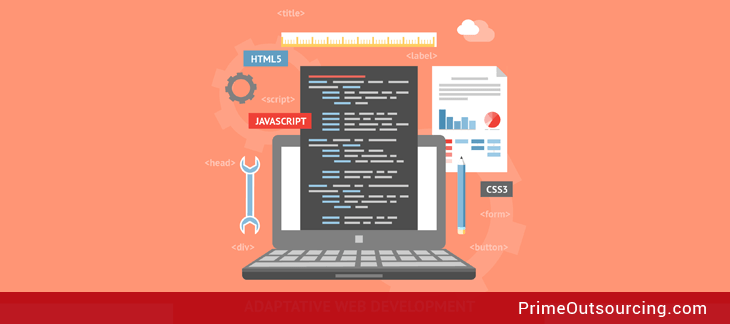 <title>
HTML5
<label>
<script>
JAVASCRIPT
<head>
CSS3
<form>
<div>
<button>
ADAPTATIVE WEB DEVELOPMENT
PrimeOutsourcing.com